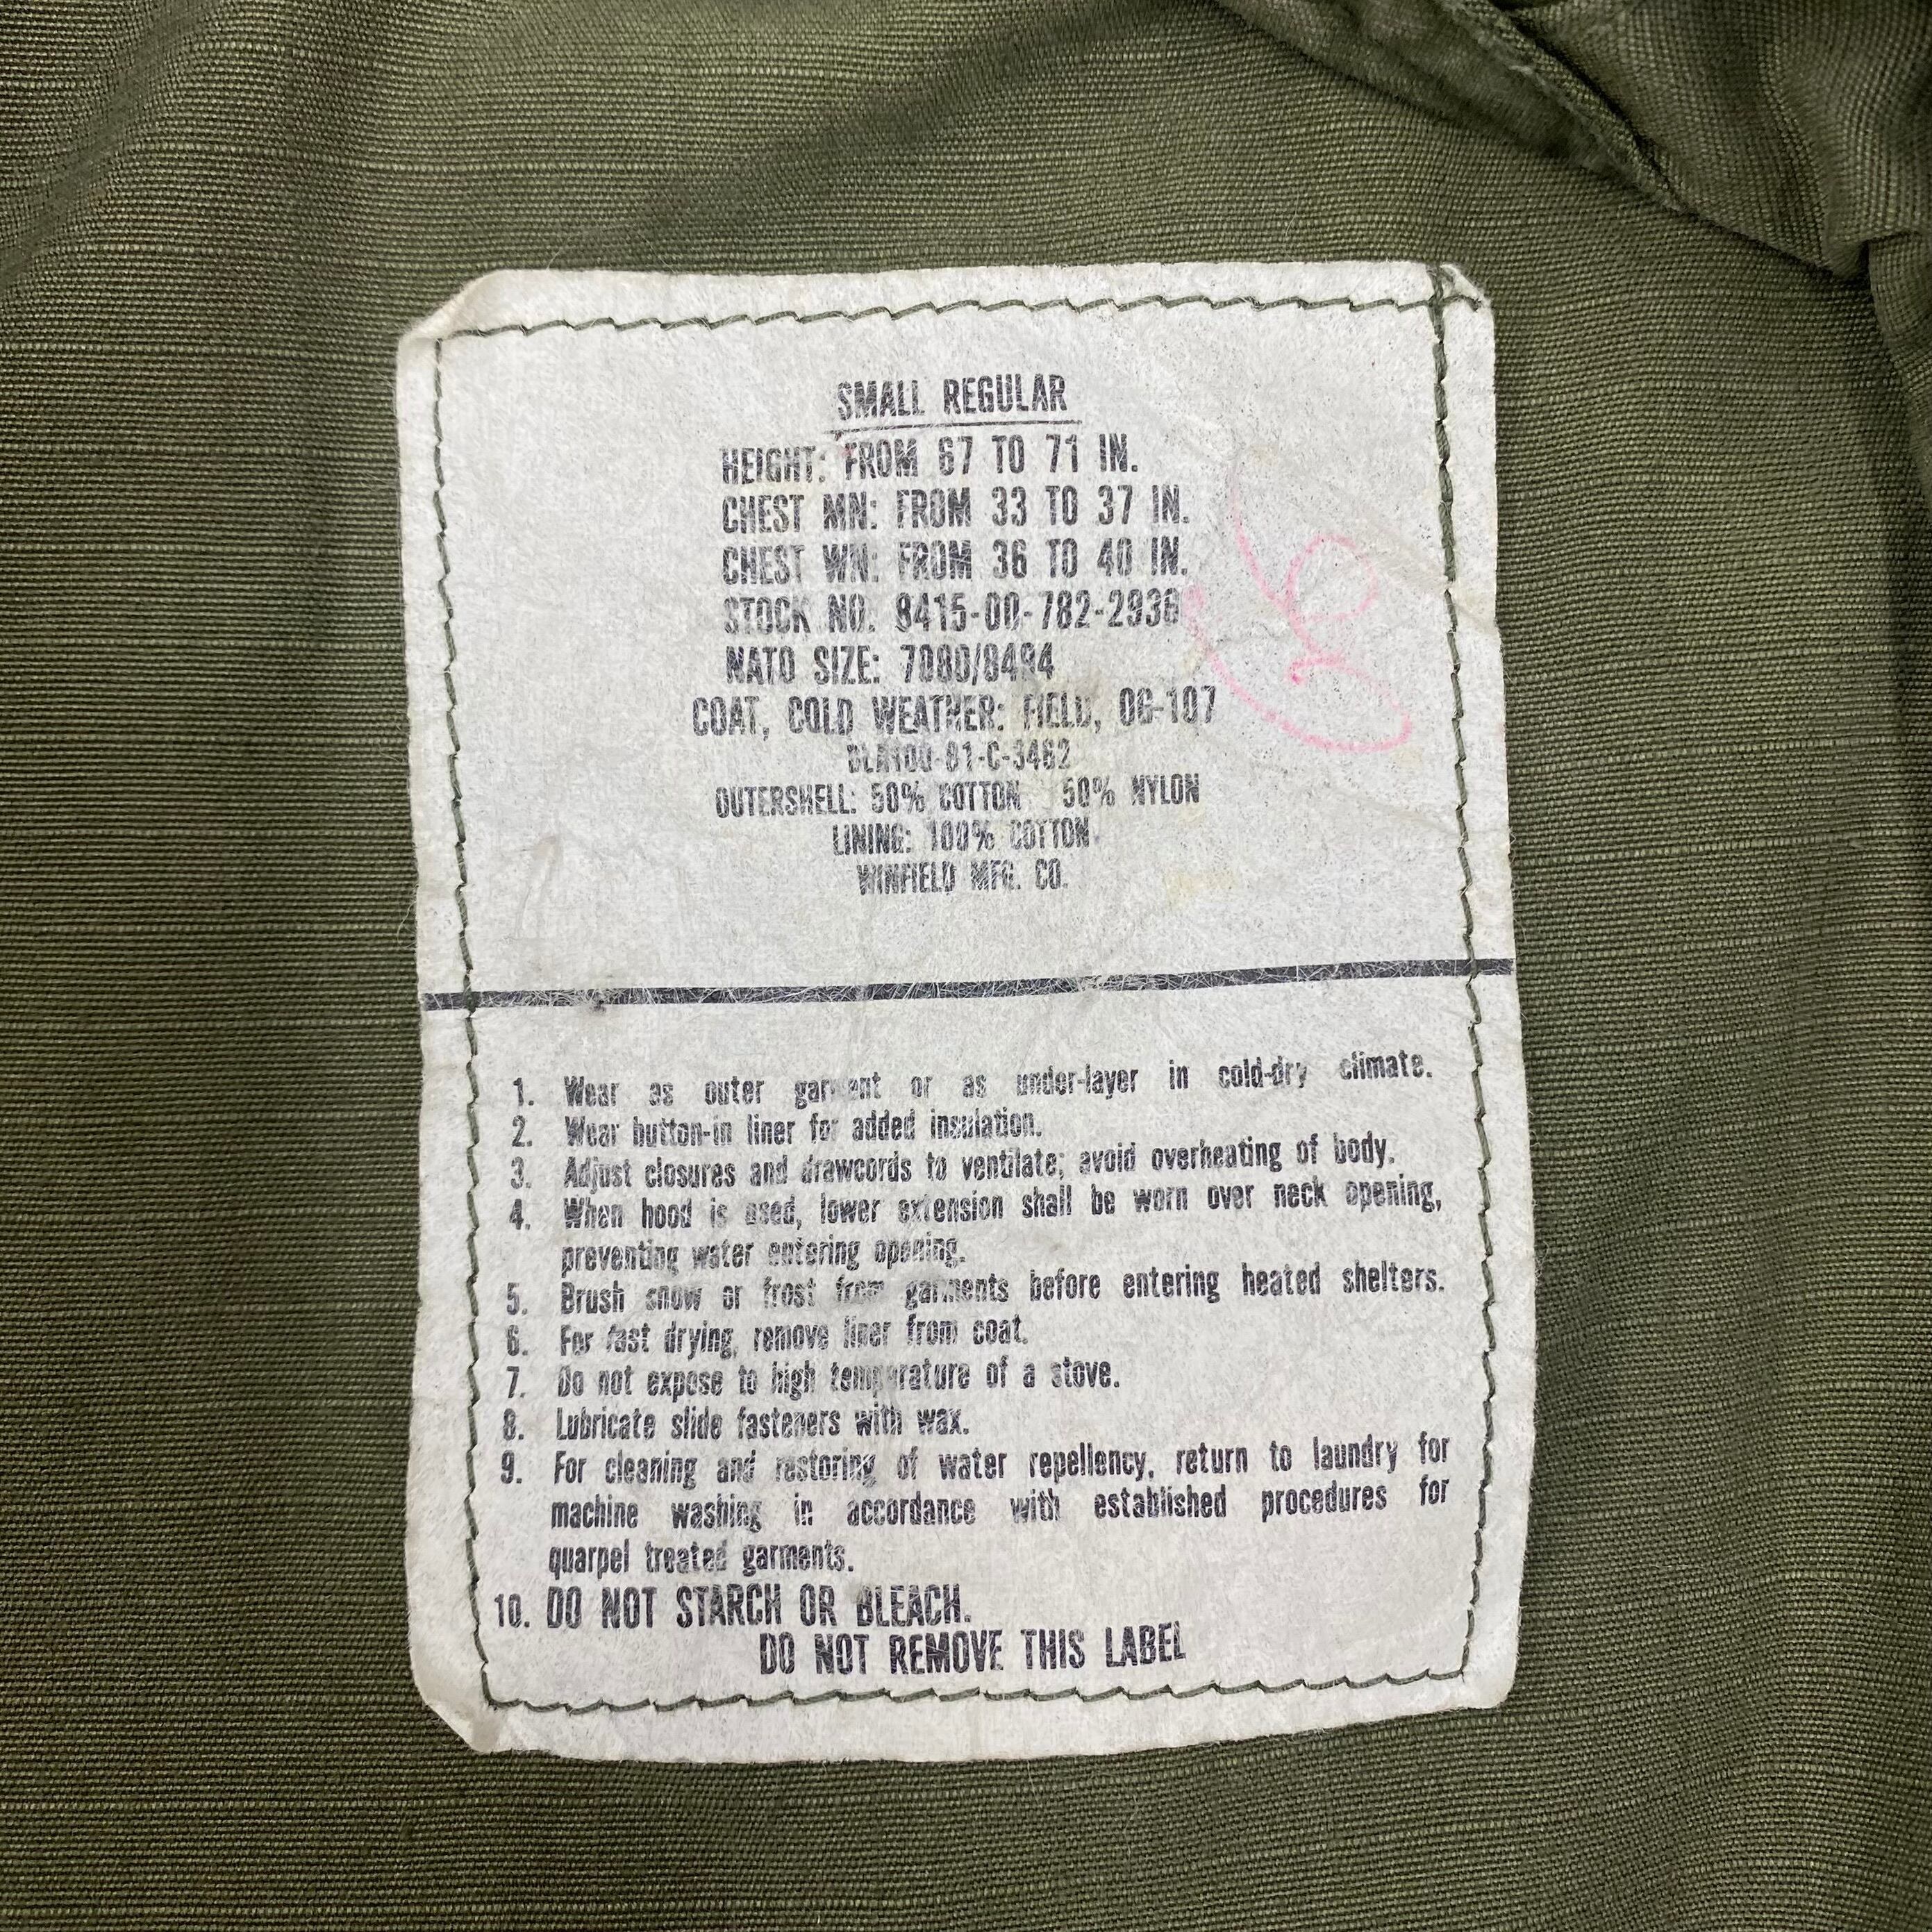 SMALL REGULAR
HEIGHT: FROM 67 TO 71 IN.
CHEST MN: FROM 33 TO 37 IN.
CHEST WN: FROM 36 TO 40 IN.
STOCK NO. 8415-00-782-2936
NATO SIZE: 7080/8494
COAT, COLD WEATHER: FIELD, OG-107
DLA100-81-C-3462
OUTERSHELL: 50% COTTON 50% NYLON
LINING: 100% COTTON
WINFIELD MFG. CO.
1. Wear as outer garment or as under-layer in cold-dry climate.
2. Wear button-in liner for added insulation.
3. Adjust closures and drawcords to ventilate; avoid overheating of body.
4. When hood is used, lower extension shall be worn over neck opening,
preventing water entering opening.
5. Brush snow or frost from garments before entering heated shelters.
6. For fast drying, remove liner from coat.
7. Do not expose to high temperature of a stove.
8. Lubricate slide fasteners with wax.
9. For cleaning and restoring of water repellency, return to laundry for
machine washing in accordance with established procedures for
quarpel treated garments.
10. DO NOT STARCH OR BLEACH.
DO NOT REMOVE THIS LABEL